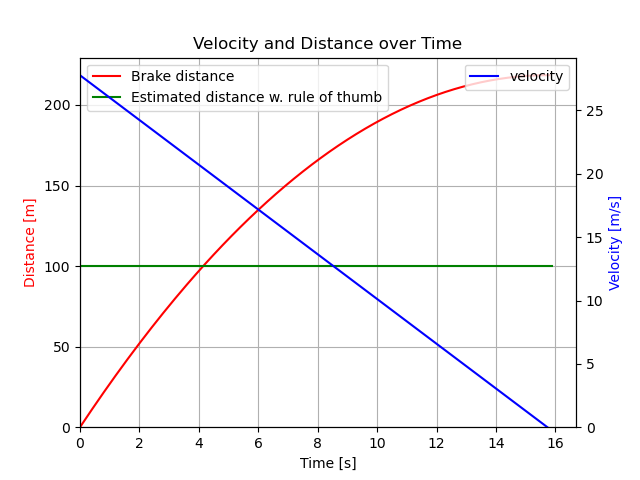 Velocity and Distance over Time
Brake distance
Estimated distance w. rule of thumb
velocity
Distance [m]
200
150
100
50
0
Velocity [m/s]
25
20
15
10
5
0
0 2 4 6 8 10 12 14 16
Time [s]